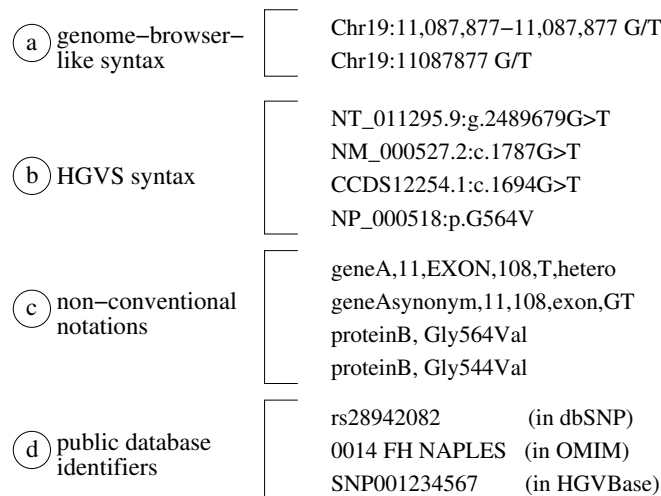 a genome−browser−
like syntax
Chr19:11,087,877−11,087,877 G/T
Chr19:11087877 G/T
b HGVS syntax
NT_011295.9:g.2489679G>T
NM_000527.2:c.1787G>T
CCDS12254.1:c.1694G>T
NP_000518:p.G564V
c non−conventional
notations
geneA,11,EXON,108,T,hetero
geneAsynonym,11,108,exon,GT
proteinB, Gly564Val
proteinB, Gly544Val
d public database
identifiers
rs28942082 (in dbSNP)
0014 FH NAPLES (in OMIM)
SNP001234567 (in HGVBase)